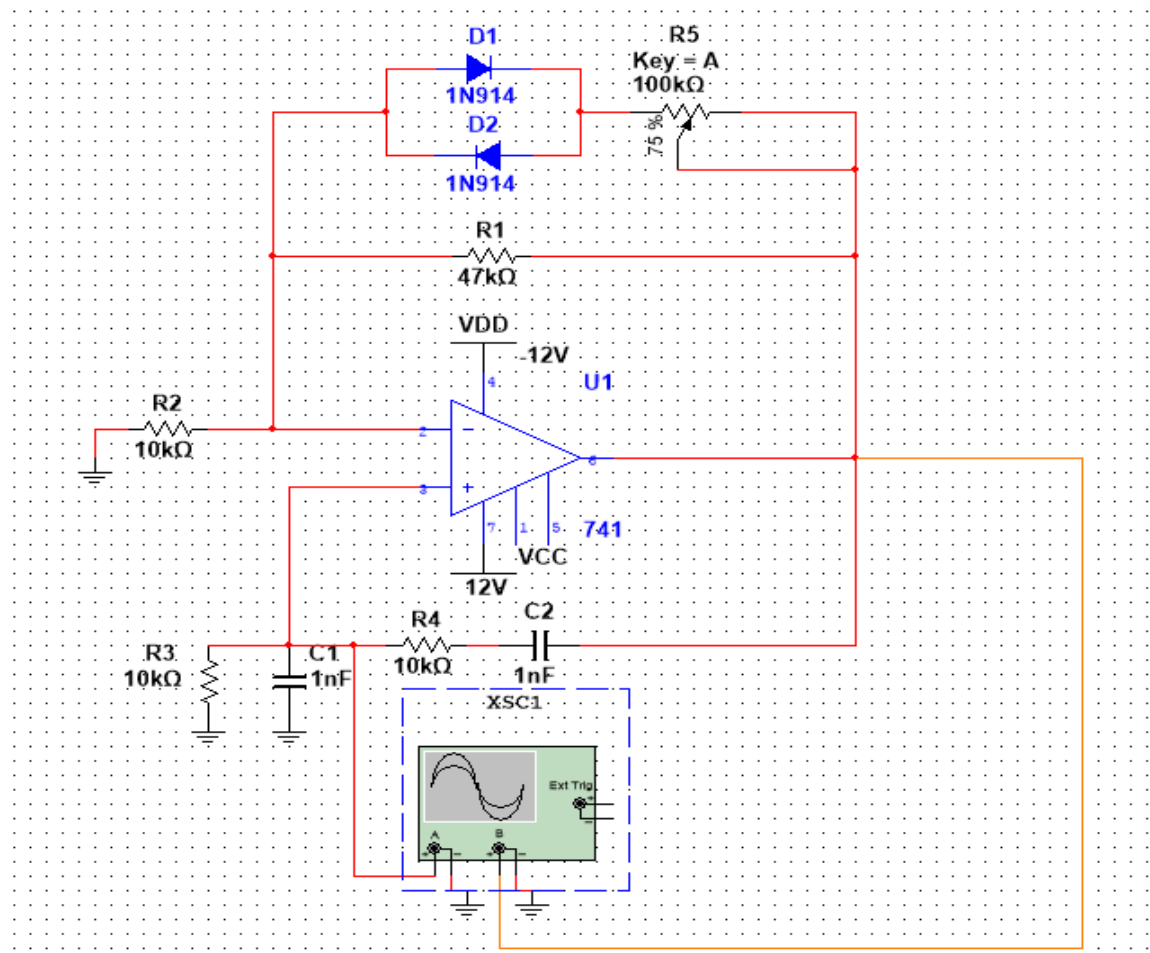 D1
1N914
D2
1N914
R5
Key = A
100kΩ
75 %
R1
47kΩ
VDD
-12V
4
U1
R2
10kΩ
2
3
6
7
1
5
741
VCC
12V
R3
10kΩ
C1
1nF
R4
10kΩ
C2
1nF
XSC1
Ext Trig
A
B